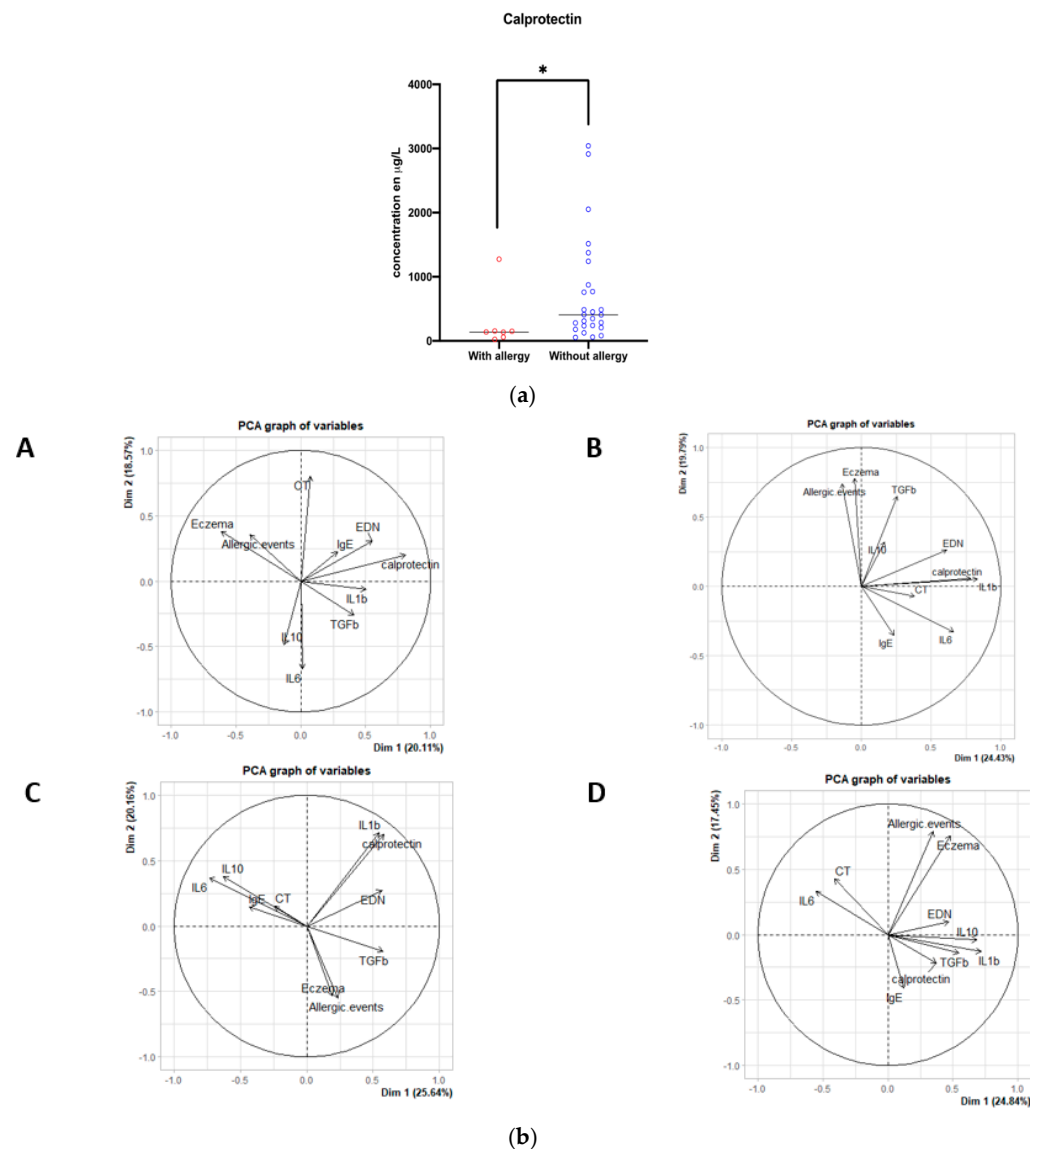 Calprotectin
*
concentration en µg/L
4000
3000
2000
1000
0
With allergy
Without allergy
(a)
A
PCA graph of variables
Dim 2 (18.57%)
1.0
0.5
0.0
-0.5
-1.0
CT
Eczema
Allergic.events
EDN
IgE
calprotectin
IL1b
TGFb
IL10
IL6
-1.0
-0.5
0.0
0.5
1.0
Dim 1 (20.11%)
B
PCA graph of variables
Dim 2 (19.79%)
1.0
0.5
0.0
-0.5
-1.0
Eczema
Allergic.events
TGFb
IL10
EDN
calprotectin
CT
IL1b
IgE
IL6
-1.0
-0.5
0.0
0.5
1.0
Dim 1 (24.43%)
C
PCA graph of variables
Dim 2 (20.16%)
1.0
0.5
0.0
-0.5
-1.0
IL1b
calprotectin
IL10
IL6
IgE
CT
EDN
TGFb
Eczema
Allergic.events
-1.0
-0.5
0.0
0.5
1.0
Dim 1 (25.64%)
D
PCA graph of variables
Dim 2 (17.45%)
1.0
0.5
0.0
-0.5
-1.0
Allergic.events
Eczema
CT
IL6
EDN
IL10
TGFb
IL1b
calprotectin
IgE
-1.0
-0.5
0.0
0.5
1.0
Dim 1 (24.84%)
(b)